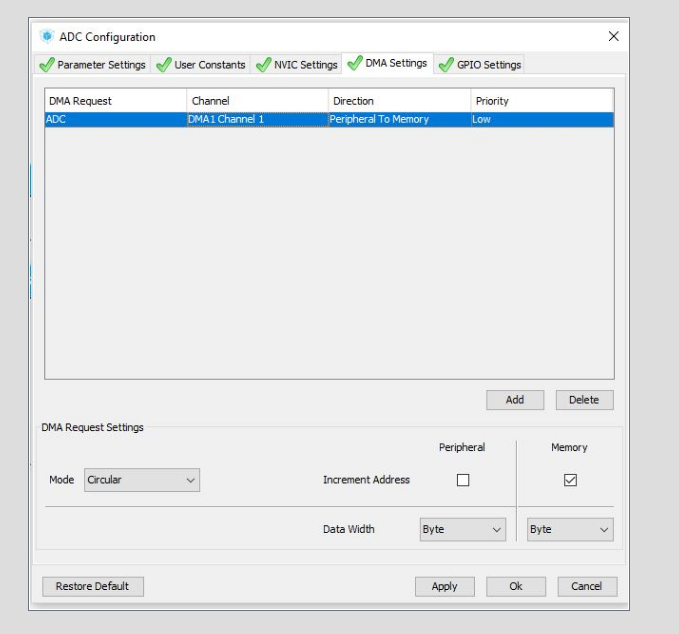 ADC Configuration
Parameter Settings User Constants NVIC Settings DMA Settings GPIO Settings
DMA Request Channel Direction Priority
ADC DMA1 Channel 1 Peripheral To Memory Low
Add Delete
DMA Request Settings
Peripheral Memory
Mode Circular Increment Address
Data Width Byte Byte
Restore Default Apply Ok Cancel